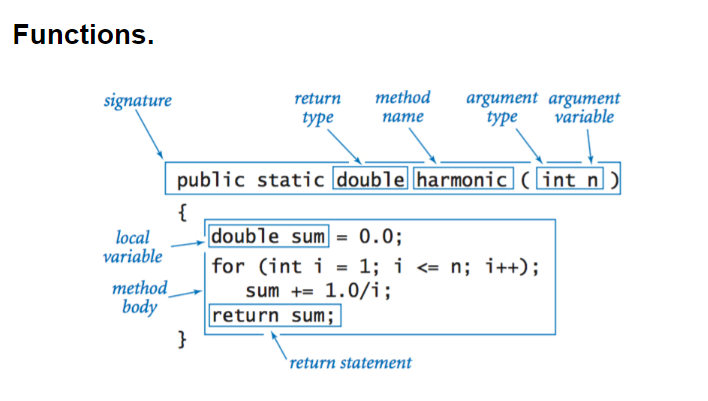 Functions.
signature
return type
method name
argument type
argument variable
public static double harmonic ( int n )
{
local variable
double sum = 0.0;
for (int i = 1; i <= n; i++);
method body
sum += 1.0/i;
return sum;
}
return statement